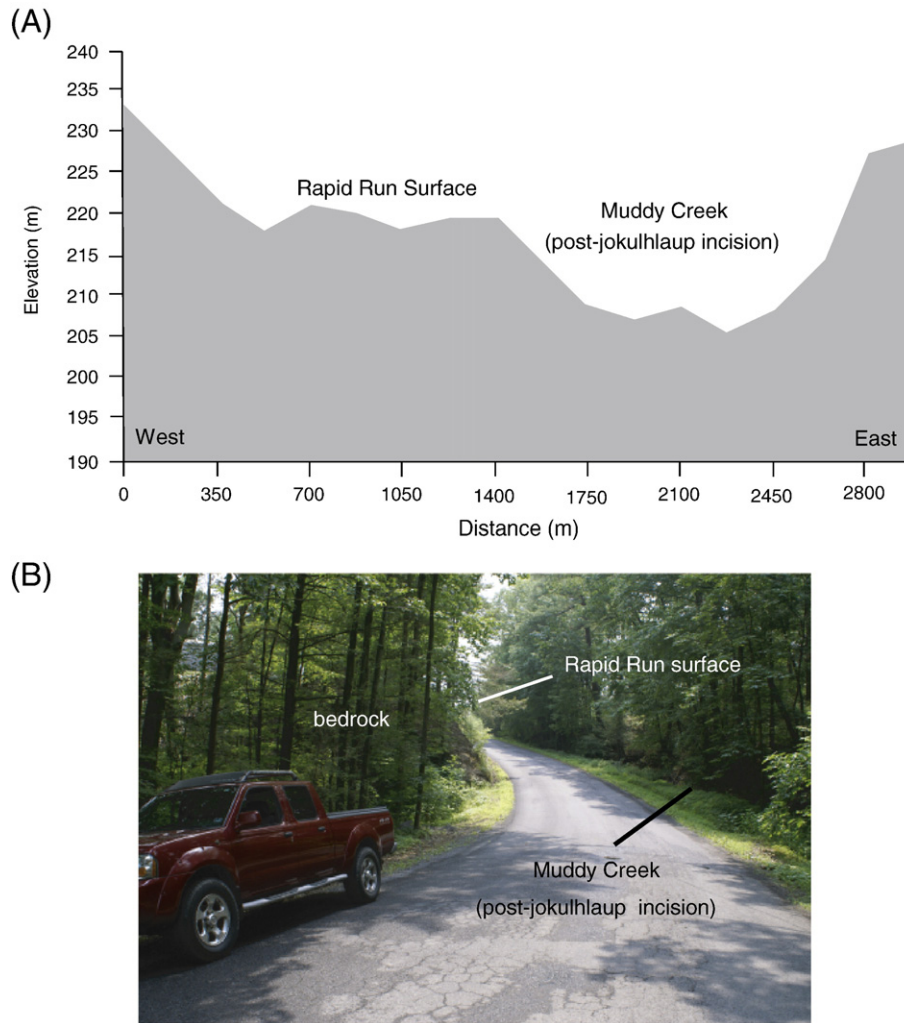 (A)
240
235
230
225
220
215
210
205
200
195
190
Elevation (m)
Rapid Run Surface
Muddy Creek
(post-jokulhlaup incision)
West
East
0
350
700
1050
1400
1750
2100
2450
2800
Distance (m)
(B)
Rapid Run surface
bedrock
Muddy Creek
(post-jokulhlaup incision)